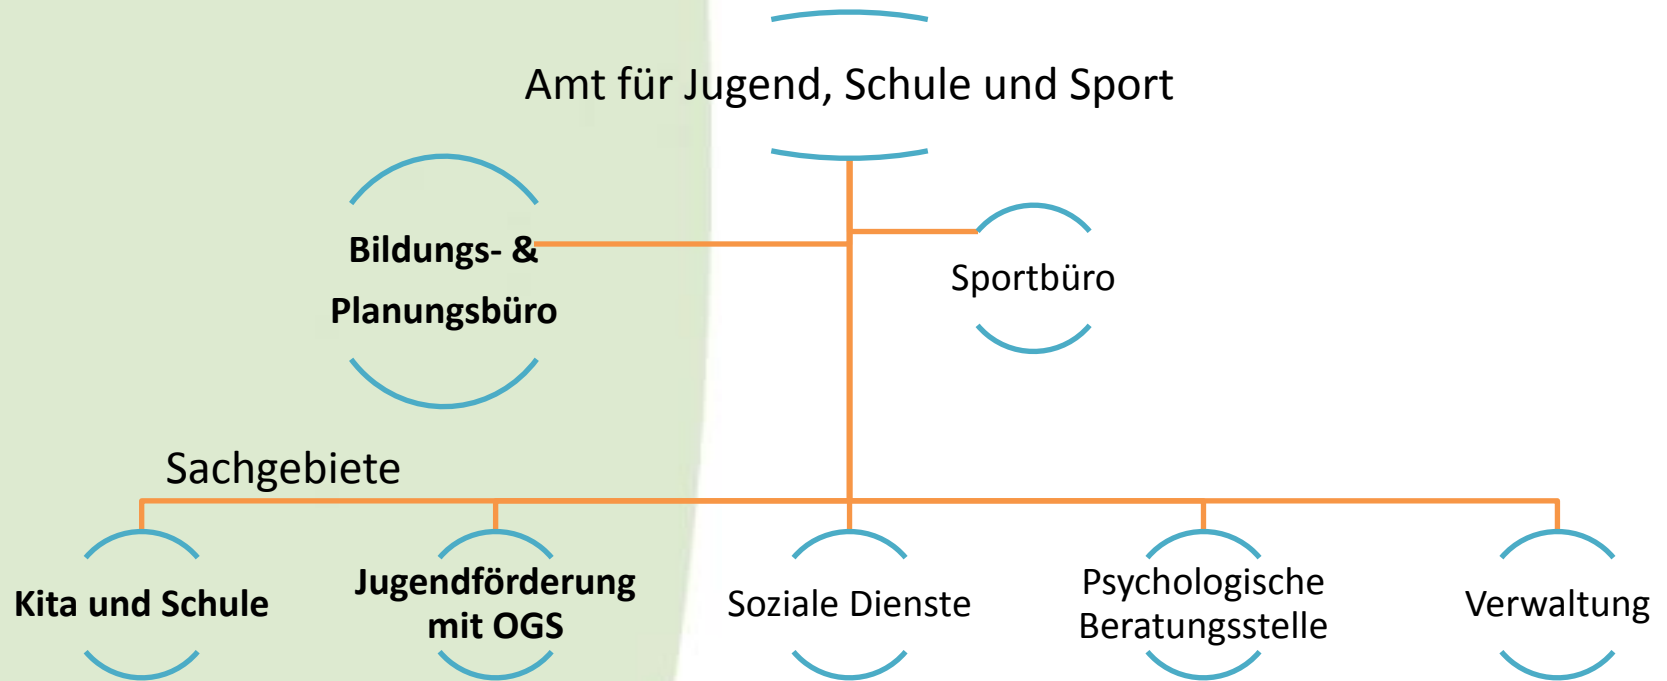 Amt für Jugend, Schule und Sport
Bildungs- &
Planungsbüro
Sportbüro
Sachgebiete
Kita und Schule
Jugendförderung
mit OGS
Soziale Dienste
Psychologische
Beratungsstelle
Verwaltung